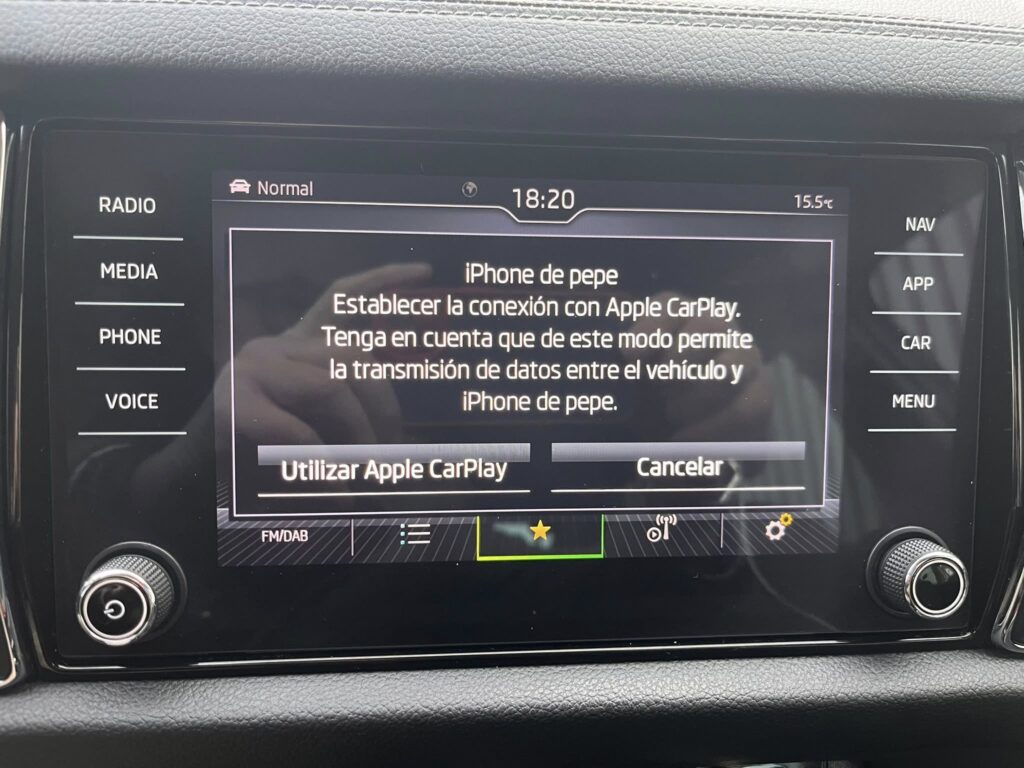 Normal
18:20
15.5°C
RADIO
MEDIA
PHONE
VOICE
iPhone de pepe
Establecer la conexión con Apple CarPlay.
Tenga en cuenta que de este modo permite
la transmisión de datos entre el vehículo y
iPhone de pepe.
Utilizar Apple CarPlay
Cancelar
FM/DAB
NAV
APP
CAR
MENU